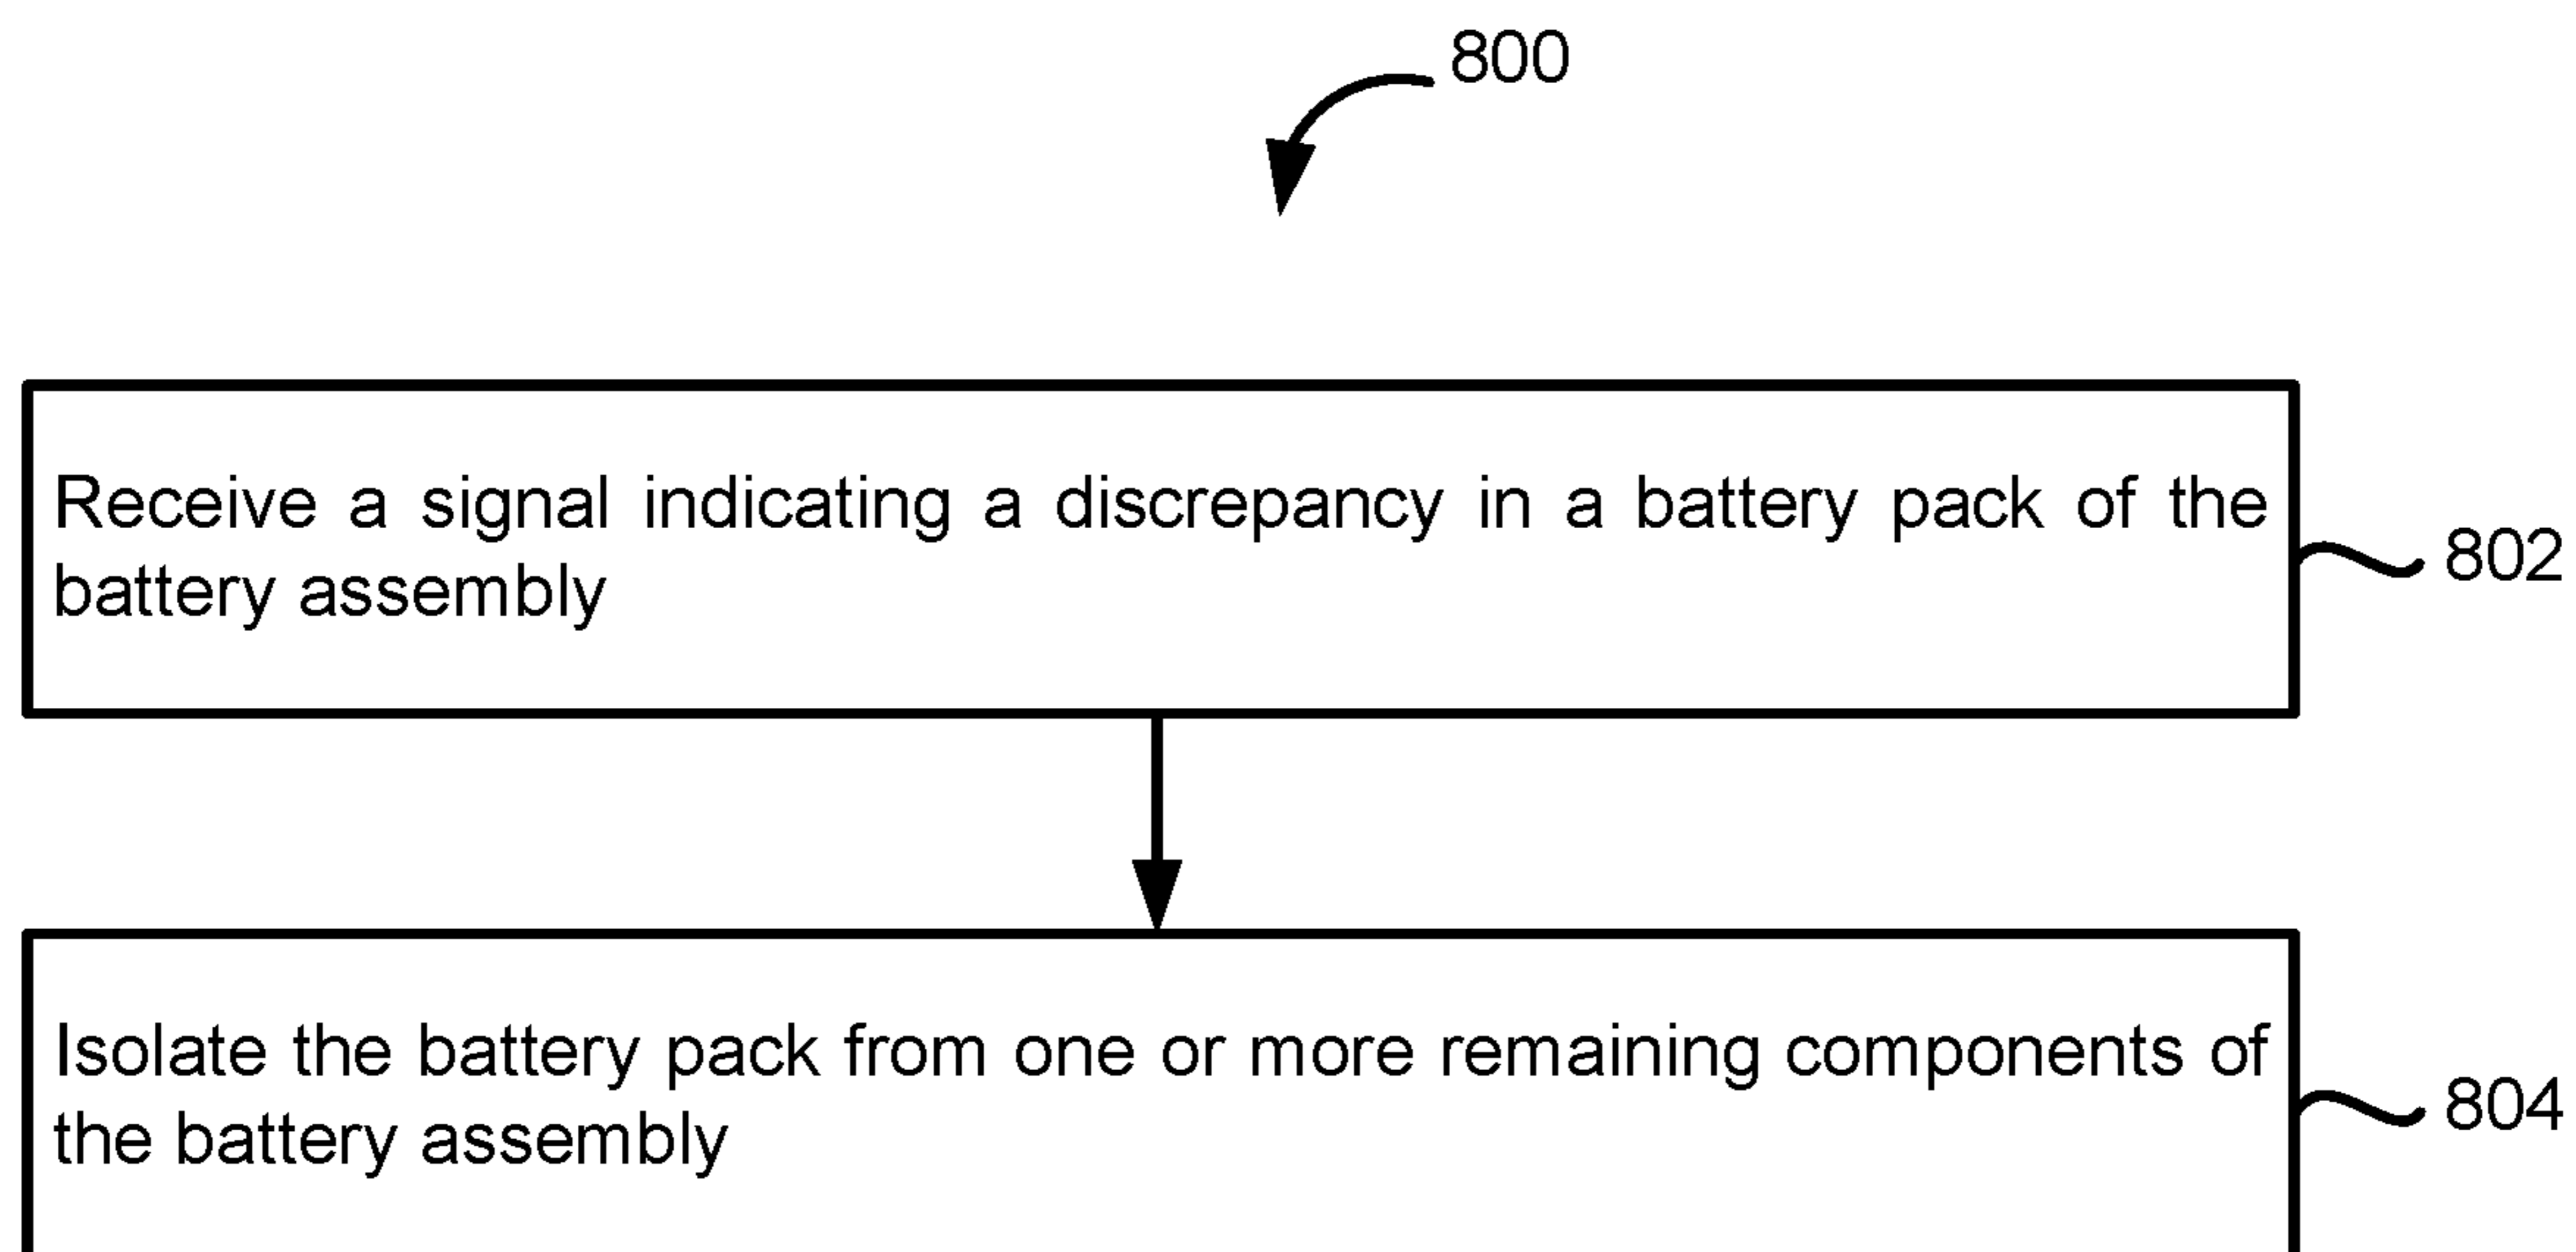 800
Receive a signal indicating a discrepancy in a battery pack of the
battery assembly
802
Isolate the battery pack from one or more remaining components of
the battery assembly
804